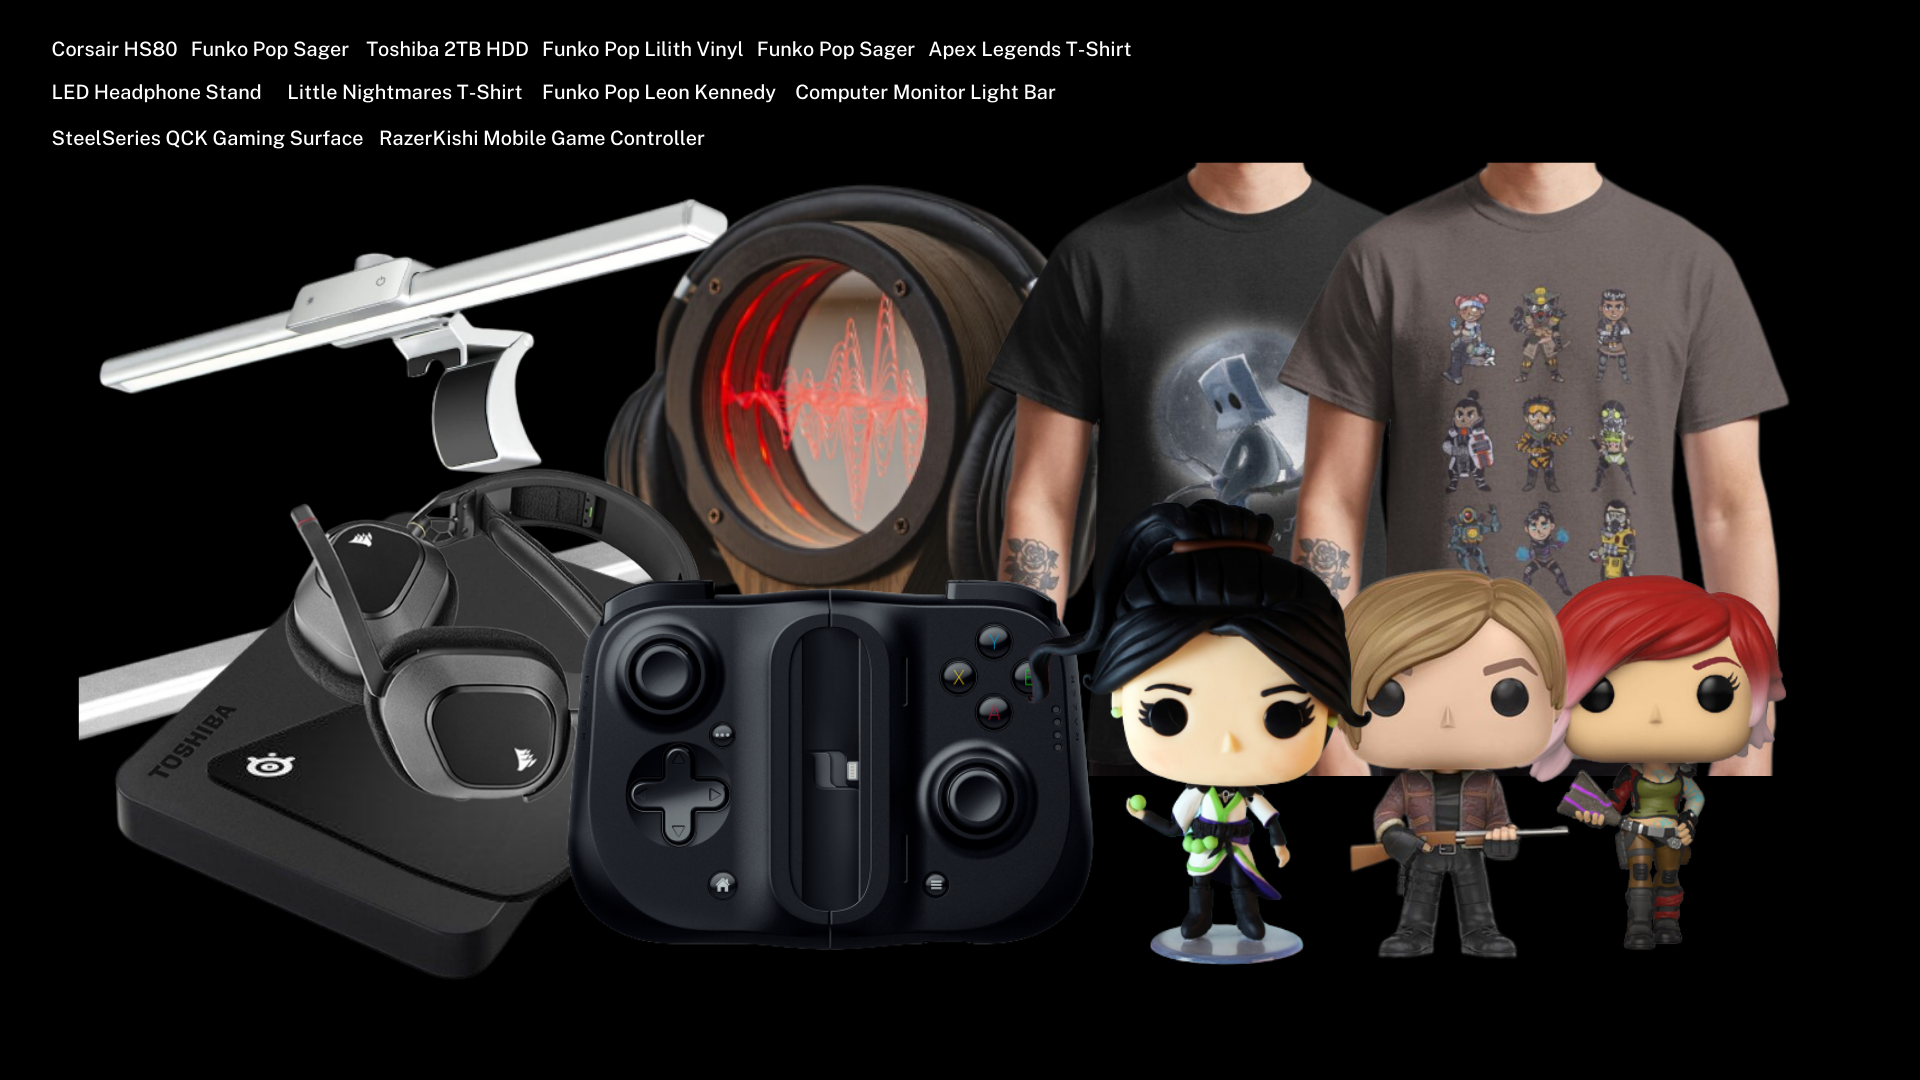 Corsair HS80 Funko Pop Sager Toshiba 2TB HDD Funko Pop Lilith Vinyl Funko Pop Sager Apex Legends T-Shirt
LED Headphone Stand Little Nightmares T-Shirt Funko Pop Leon Kennedy Computer Monitor Light Bar
SteelSeries QCK Gaming Surface RazerKishi Mobile Game Controller
Y
X
A
TOSHIBA